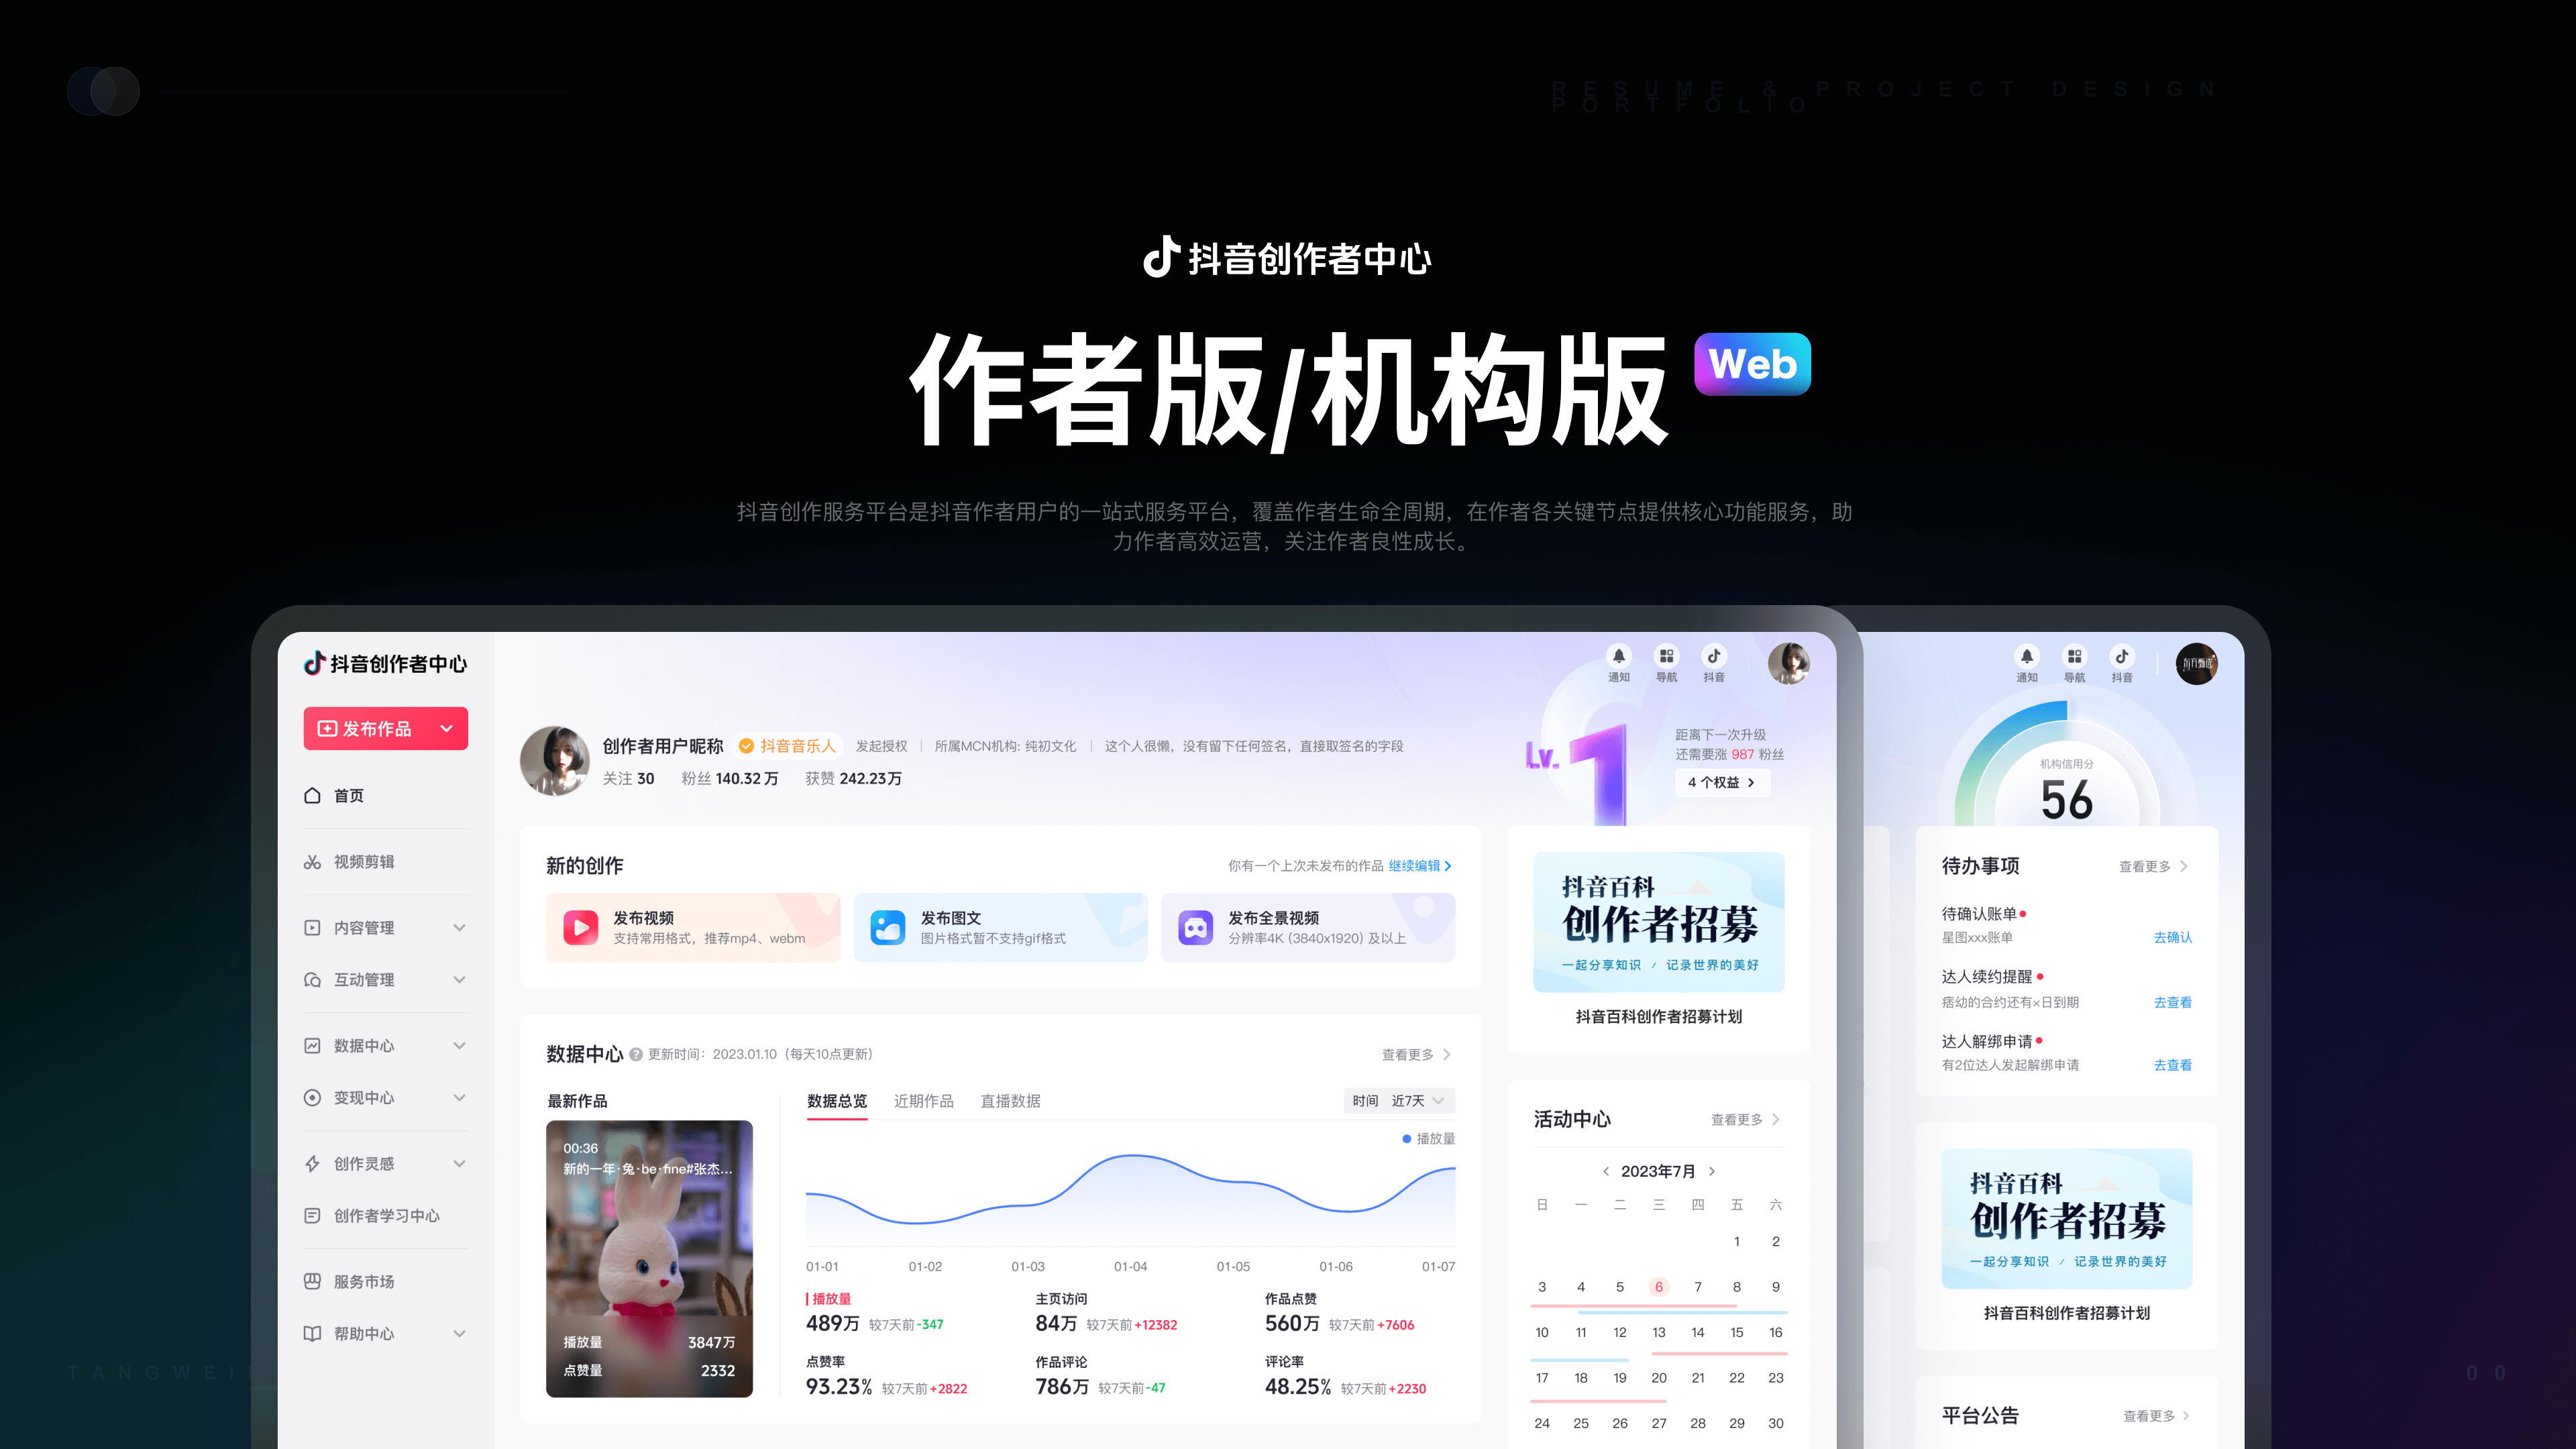 RESUME & PROJECT DESIGN
PORTFOLIO
抖音创作者中心
作者版/机构版
Web
抖音创作服务平台是抖音作者用户的一站式服务平台，覆盖作者生命全周期，在作者各关键节点提供核心功能服务，助
力作者高效运营，关注作者良性成长。
抖音创作者中心
发布作品
首页
视频剪辑
内容管理
互动管理
数据中心
变现中心
创作灵感
创作者学习中心
服务市场
帮助中心
通知
导航
抖音
创作者用户昵称
抖音音乐人
发起授权
所属MCN机构: 纯初文化
这个人很懒，没有留下任何签名，直接取签名的字段
关注 30
粉丝 140.32 万
获赞 242.23万
Lv. 1
距离下一次升级
还需要涨 987 粉丝
4 个权益
新的创作
你有一个上次未发布的作品 继续编辑
发布视频
支持常用格式，推荐mp4、webm
发布图文
图片格式暂不支持gif格式
发布全景视频
分辨率4K (3840x1920) 及以上
数据中心
更新时间：2023.01.10（每天10点更新）
查看更多
最新作品
00:36
新的一年·兔·be·fine#张杰...
播放量 3847万
点赞量 2332
数据总览
近期作品
直播数据
时间 近7天
播放量
01-01 01-02 01-03 01-04 01-05 01-06 01-07
播放量
489万 较7天前-347
主页访问
84万 较7天前+12382
作品点赞
560万 较7天前+7606
点赞率
93.23% 较7天前+2822
作品评论
786万 较7天前-47
评论率
48.25% 较7天前+2230
抖音百科
创作者招募
一起分享知识 / 记录世界的美好
抖音百科创作者招募计划
活动中心
查看更多
2023年7月
日 一 二 三 四 五 六
1 2
3 4 5 6 7 8 9
10 11 12 13 14 15 16
17 18 19 20 21 22 23
24 25 26 27 28 29 30
通知
导航
抖音
机构信用分
56
待办事项
查看更多
待确认账单
星图xxx账单
去确认
达人续约提醒
痞幼的合约还有×日到期
去查看
达人解绑申请
有2位达人发起解绑申请
去查看
抖音百科
创作者招募
一起分享知识 / 记录世界的美好
抖音百科创作者招募计划
平台公告
查看更多
00